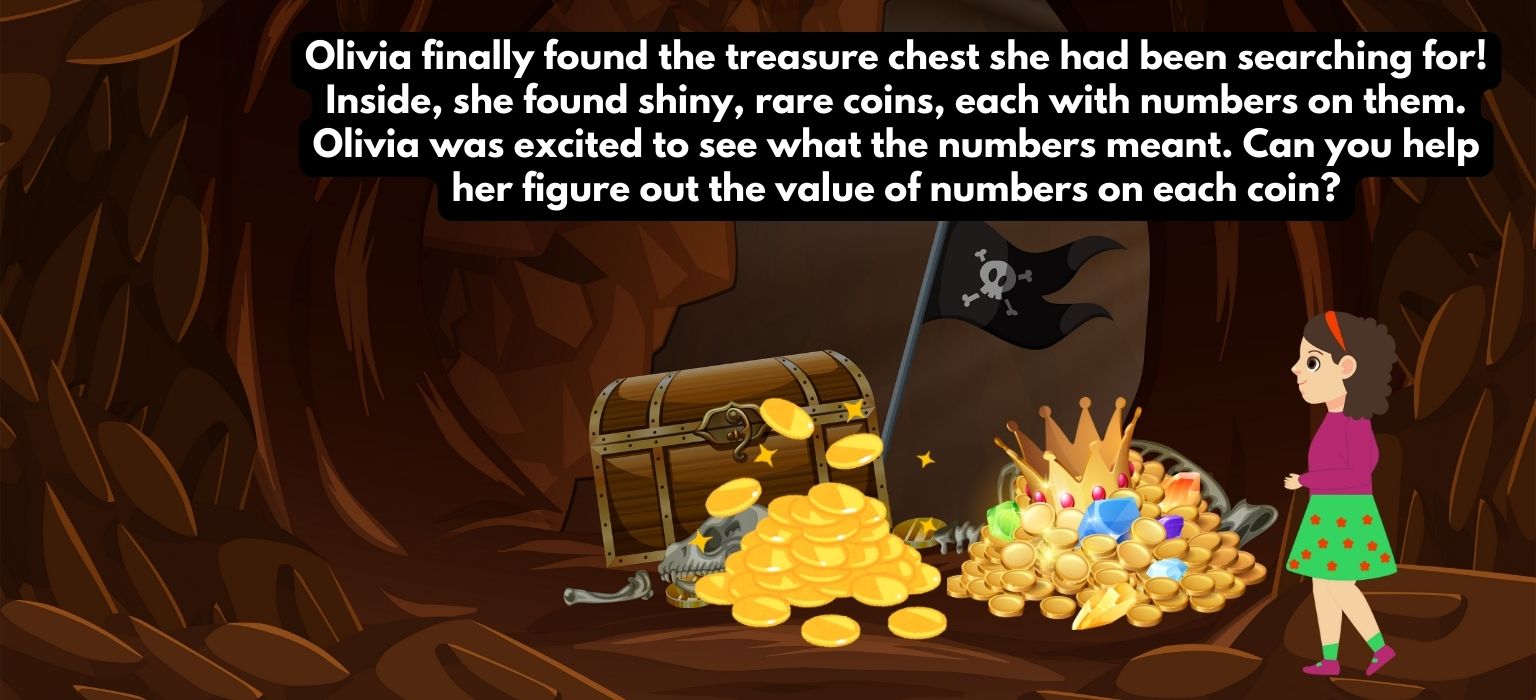 Olivia finally found the treasure chest she had been searching for!
Inside, she found shiny, rare coins, each with numbers on them.
Olivia was excited to see what the numbers meant. Can you help
her figure out the value of numbers on each coin?